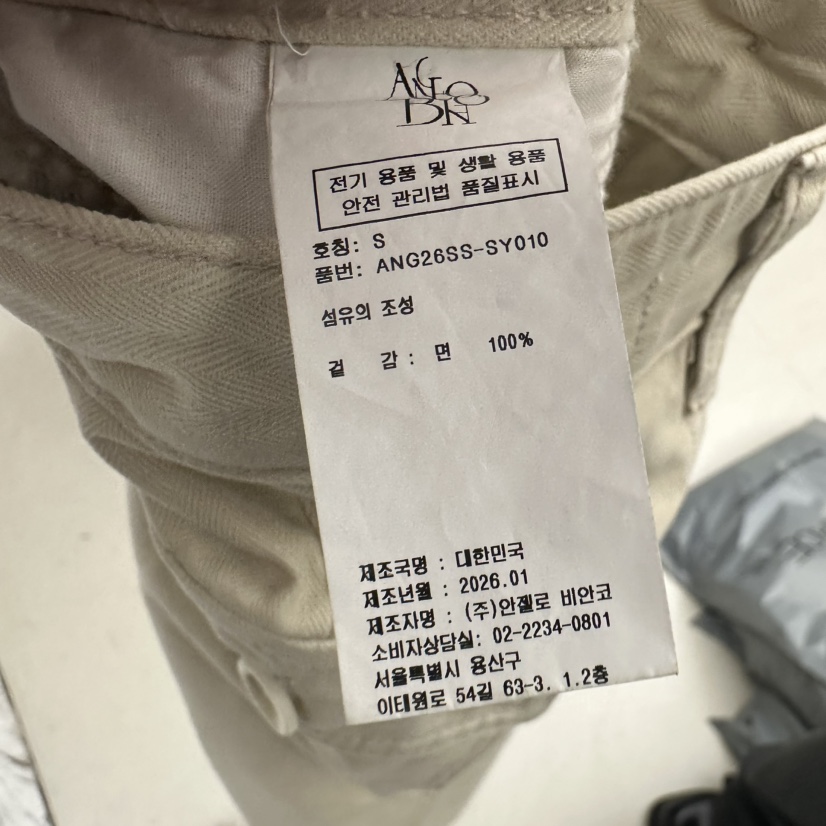 ANGLO
BN
전기 용품 및 생활 용품
안전 관리법 품질표시
호칭: S
품번: ANG26SS-SY010
섬유의 조성
겉 감 : 면 100%
제조국명 : 대한민국
제조년월 : 2026.01
제조자명 : (주)안젤로 비안코
소비자상담실: 02-2234-0801
서울특별시 용산구
이태원로 54길 63-3. 1.2층